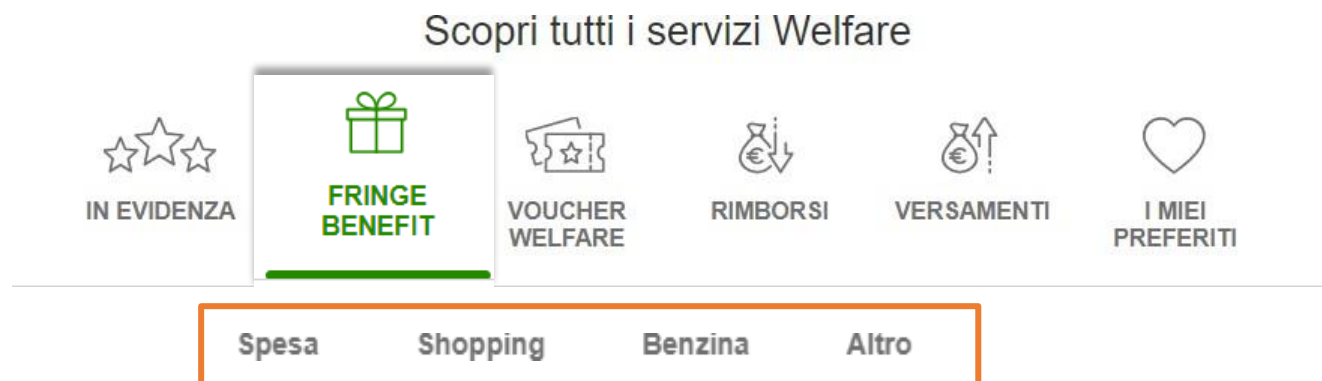 Scopri tutti i servizi Welfare
IN EVIDENZA
FRINGE
BENEFIT
VOUCHER
WELFARE
RIMBORSI
VERSAMENTI
I MIEI
PREFERITI
Spesa Shopping Benzina Altro